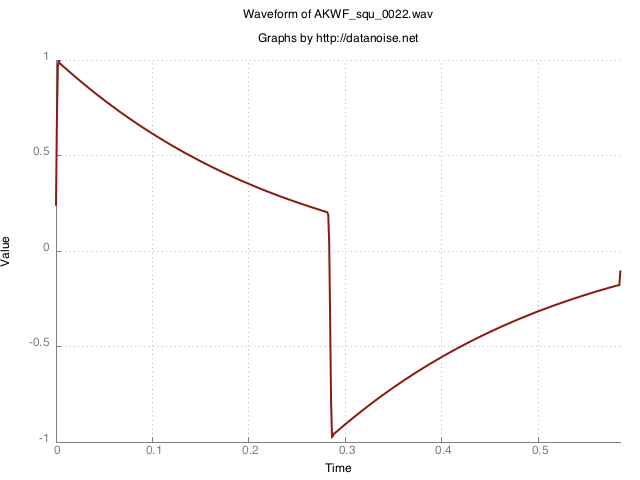 Waveform of AKWF_squ_0022.wav
Graphs by http://datanoise.net
1
0.5
0
-0.5
-1
Value
0 0.1 0.2 0.3 0.4 0.5
Time